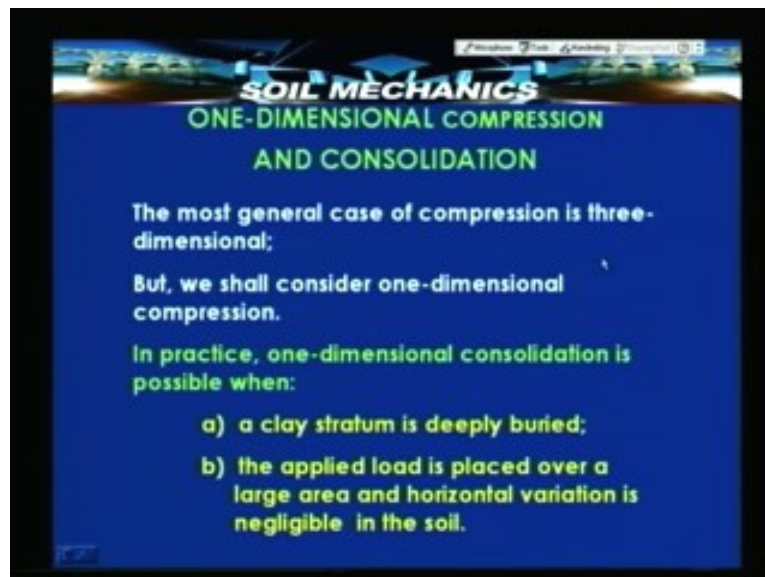 SOIL MECHANICS
ONE-DIMENSIONAL COMPRESSION
AND CONSOLIDATION
The most general case of compression is three-
dimensional;
But, we shall consider one-dimensional
compression.
In practice, one-dimensional consolidation is
possible when:
a) a clay stratum is deeply buried;
b) the applied load is placed over a
large area and horizontal variation is
negligible in the soil.